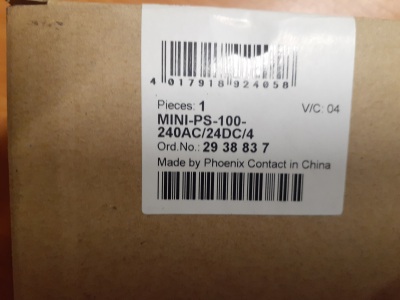 4 017918 924058
Pieces: 1 V/C: 04
MINI-PS-100-
240AC/24DC/4
Ord.No.: 29 38 83 7
Made by Phoenix Contact in China